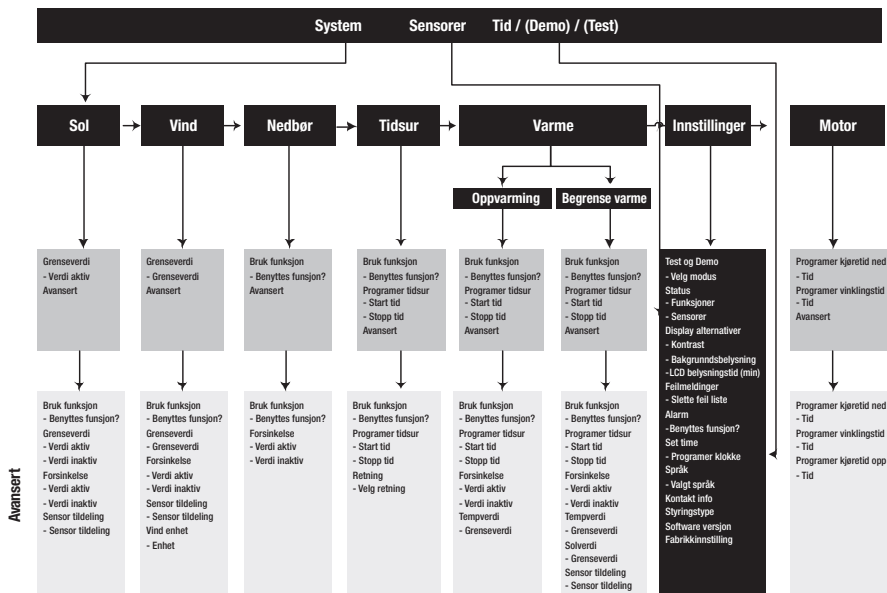 System Sensorer Tid / (Demo) / (Test)
Sol Vind Nedbør Tidsur Varme Innstillinger Motor
Oppvarming Begrense varme
Grenseverdi
- Verdi aktiv
Avansert
Grenseverdi
- Grenseverdi
Avansert
Bruk funksjon
- Benyttes funsjon?
Avansert
Bruk funksjon
- Benyttes funsjon?
Programer tidsur
- Start tid
- Stopp tid
Avansert
Bruk funksjon
- Benyttes funsjon?
Programer tidsur
- Start tid
- Stopp tid
Avansert
Bruk funksjon
- Benyttes funsjon?
Programer tidsur
- Start tid
- Stopp tid
Avansert
Test og Demo
- Velg modus
Status
- Funksjoner
- Sensorer
Display alternativer
- Kontrast
- Bakgrunndsbelysning
-LCD belysningstid (min)
Feilmeldinger
- Slette feil liste
Alarm
-Benyttes funsjon?
Set time
- Programer klokke
Språk
- Valgt språk
Kontakt info
Styringstype
Software versjon
Fabrikkinnstilling
Programer kjøretid ned
- Tid
Programer vinklingstid
- Tid
Avansert
Avansert
Bruk funksjon
- Benyttes funsjon?
Grenseverdi
- Verdi aktiv
- Verdi inaktiv
Forsinkelse
- Verdi aktiv
- Verdi inaktiv
Sensor tildeling
- Sensor tildeling
Bruk funksjon
- Benyttes funsjon?
Grenseverdi
- Grenseverdi
Forsinkelse
- Verdi aktiv
- Verdi inaktiv
Sensor tildeling
- Sensor tildeling
Vind enhet
- Enhet
Bruk funksjon
- Benyttes funsjon?
Forsinkelse
- Verdi aktiv
- Verdi inaktiv
Bruk funksjon
- Benyttes funsjon?
Programer tidsur
- Start tid
- Stopp tid
Retning
- Velg retning
Bruk funksjon
- Benyttes funsjon?
Programer tidsur
- Start tid
- Stopp tid
Forsinkelse
- Verdi aktiv
- Verdi inaktiv
Tempverdi
- Grenseverdi
Bruk funksjon
- Benyttes funsjon?
Programer tidsur
- Start tid
- Stopp tid
Forsinkelse
- Verdi aktiv
- Verdi inaktiv
Tempverdi
- Grenseverdi
Solverdi
- Grenseverdi
Sensor tildeling
- Sensor tildeling
Programer kjøretid ned
- Tid
Programer vinklingstid
- Tid
Programer kjøretid opp
- Tid